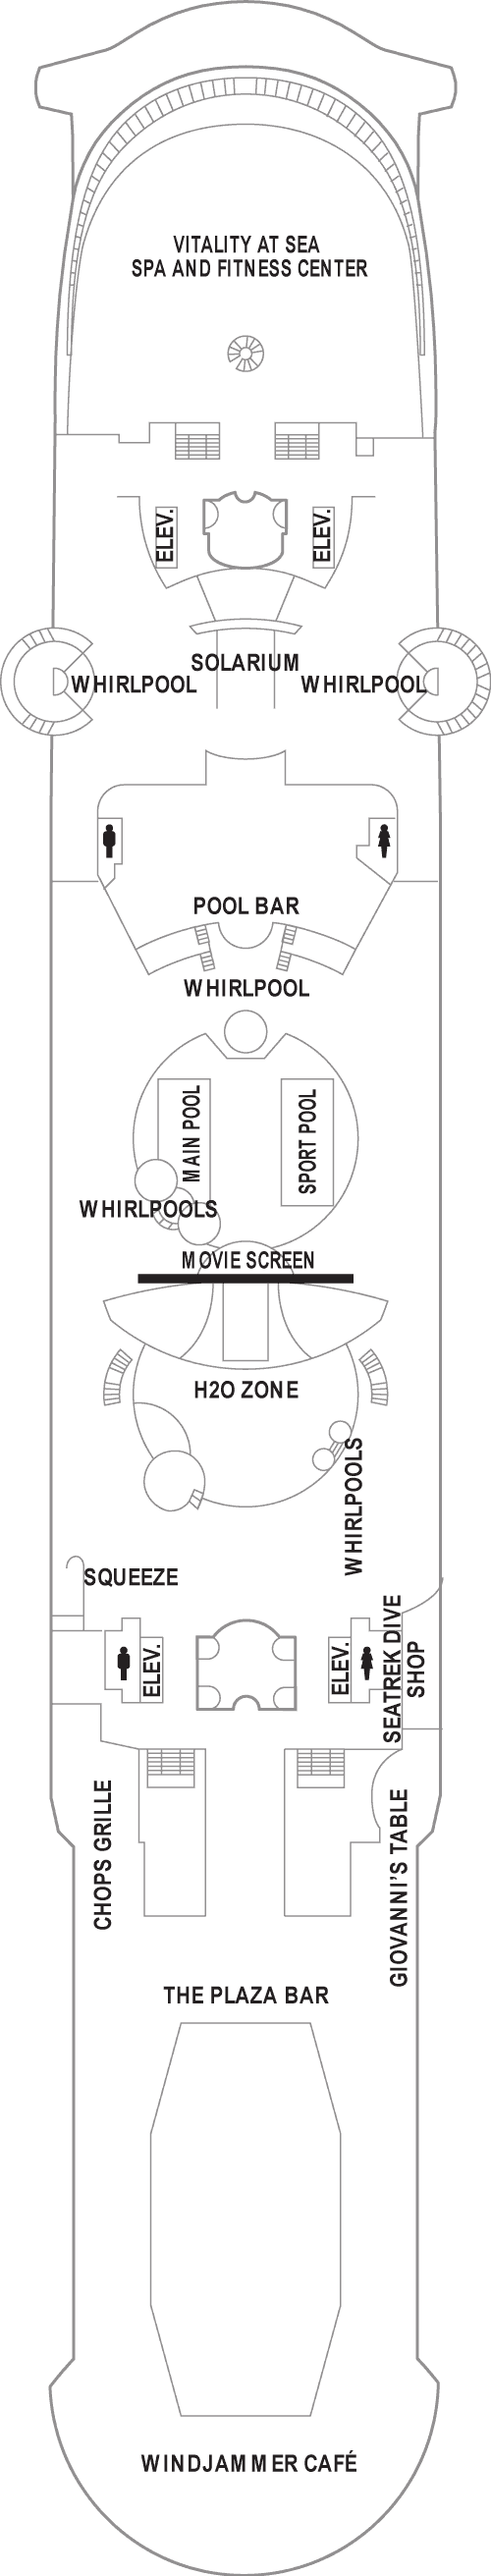 VITALITY AT SEA
SPA AND FITNESS CENTER
ELEV.
ELEV.
SOLARIUM
WHIRLPOOL
WHIRLPOOL
POOL BAR
WHIRLPOOL
MAIN POOL
SPORT POOL
WHIRLPOOLS
MOVIE SCREEN
H2O ZONE
WHIRLPOOLS
SQUEEZE
ELEV.
ELEV.
SEATREK DIVE
SHOP
CHOPS GRILLE
GIOVANNI'S TABLE
THE PLAZA BAR
WINDJAMMER CAFÉ